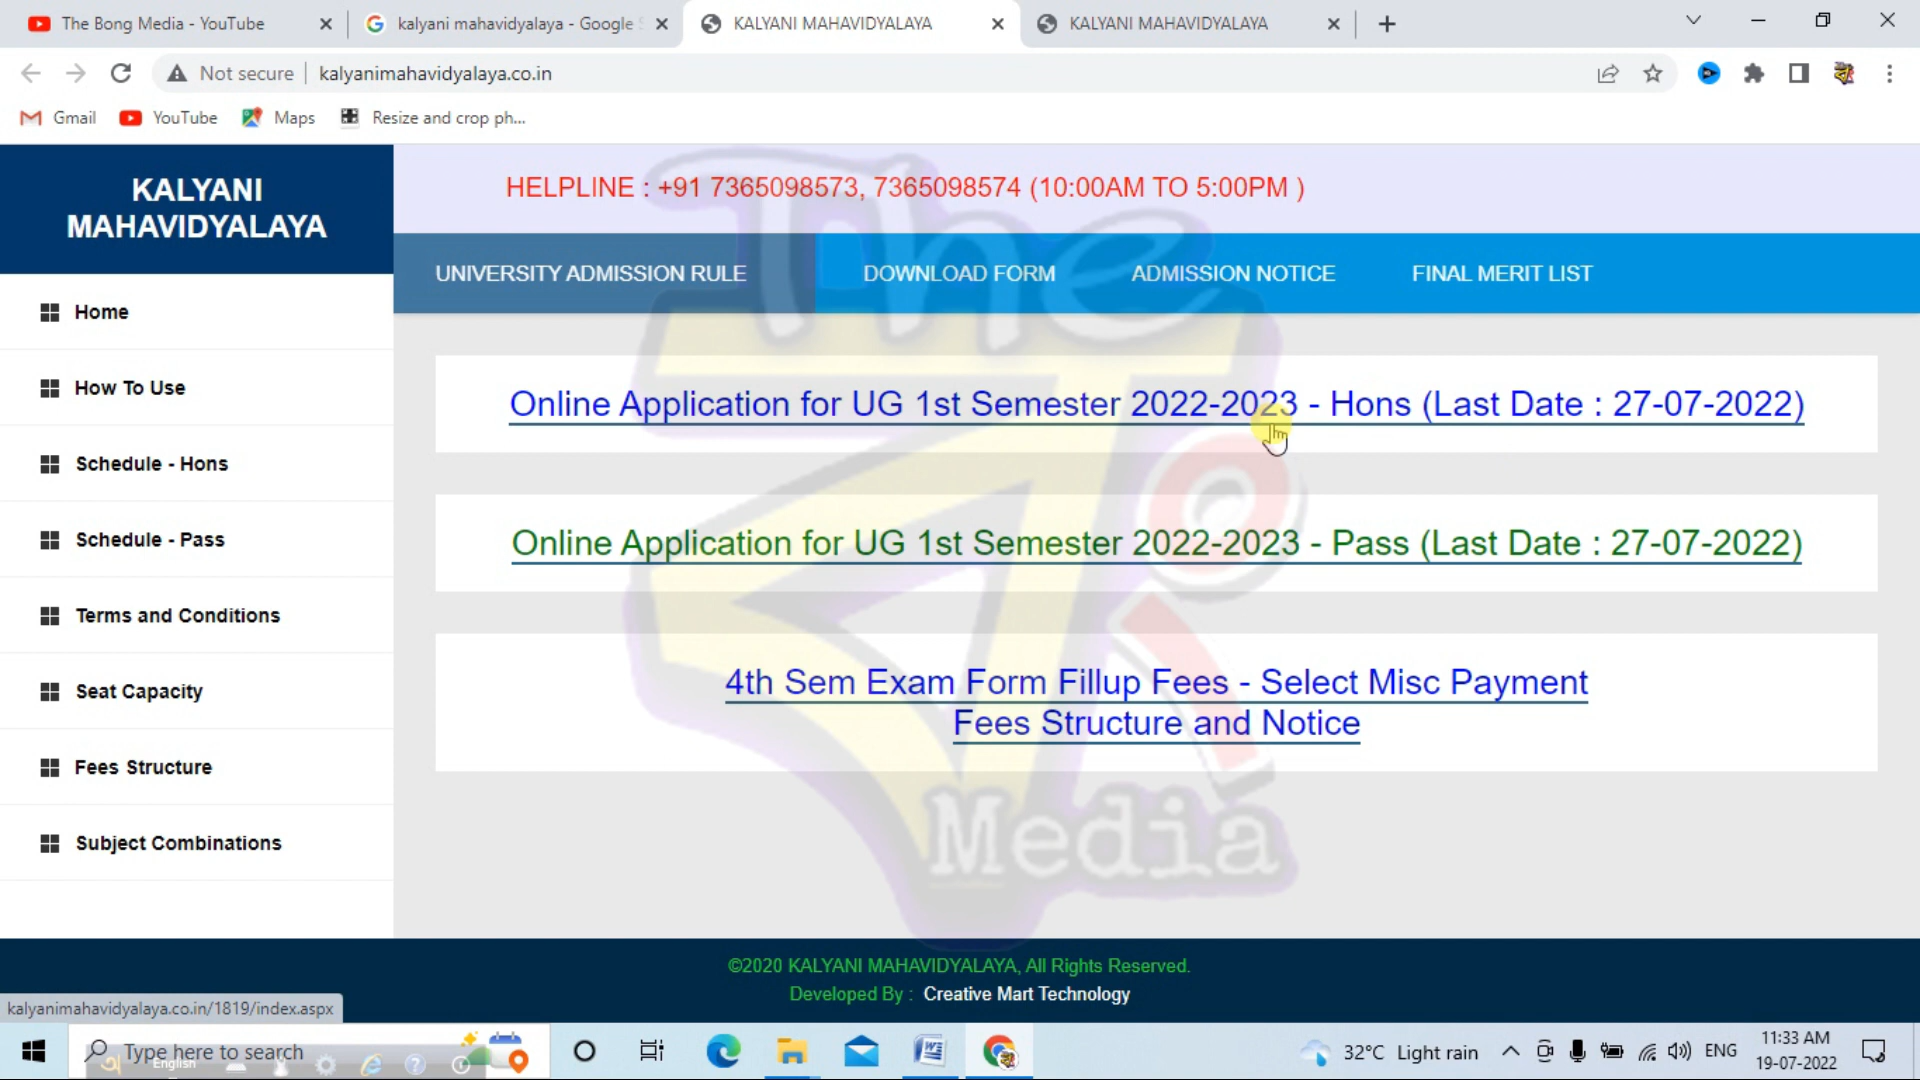 The Bong Media - YouTube
kalyani mahavidyalaya - Google S
KALYANI MAHAVIDYALAYA
KALYANI MAHAVIDYALAYA
Not secure
kalyanimahavidyalaya.co.in
Gmail
YouTube
Maps
Resize and crop ph...
KALYANI
MAHAVIDYALAYA
HELPLINE : +91 7365098573, 7365098574 (10:00AM TO 5:00PM )
UNIVERSITY ADMISSION RULE
DOWNLOAD FORM
ADMISSION NOTICE
FINAL MERIT LIST
Home
How To Use
Schedule - Hons
Schedule - Pass
Terms and Conditions
Seat Capacity
Fees Structure
Subject Combinations
Online Application for UG 1st Semester 2022-2023 - Hons (Last Date : 27-07-2022)
Online Application for UG 1st Semester 2022-2023 - Pass (Last Date : 27-07-2022)
4th Sem Exam Form Fillup Fees - Select Misc Payment
Fees Structure and Notice
The
Media
©2020 KALYANI MAHAVIDYALAYA, All Rights Reserved.
Developed By : Creative Mart Technology
kalyanimahavidyalaya.co.in/1819/index.aspx
Type here to search
English
32°C Light rain
ENG
11:33 AM
19-07-2022